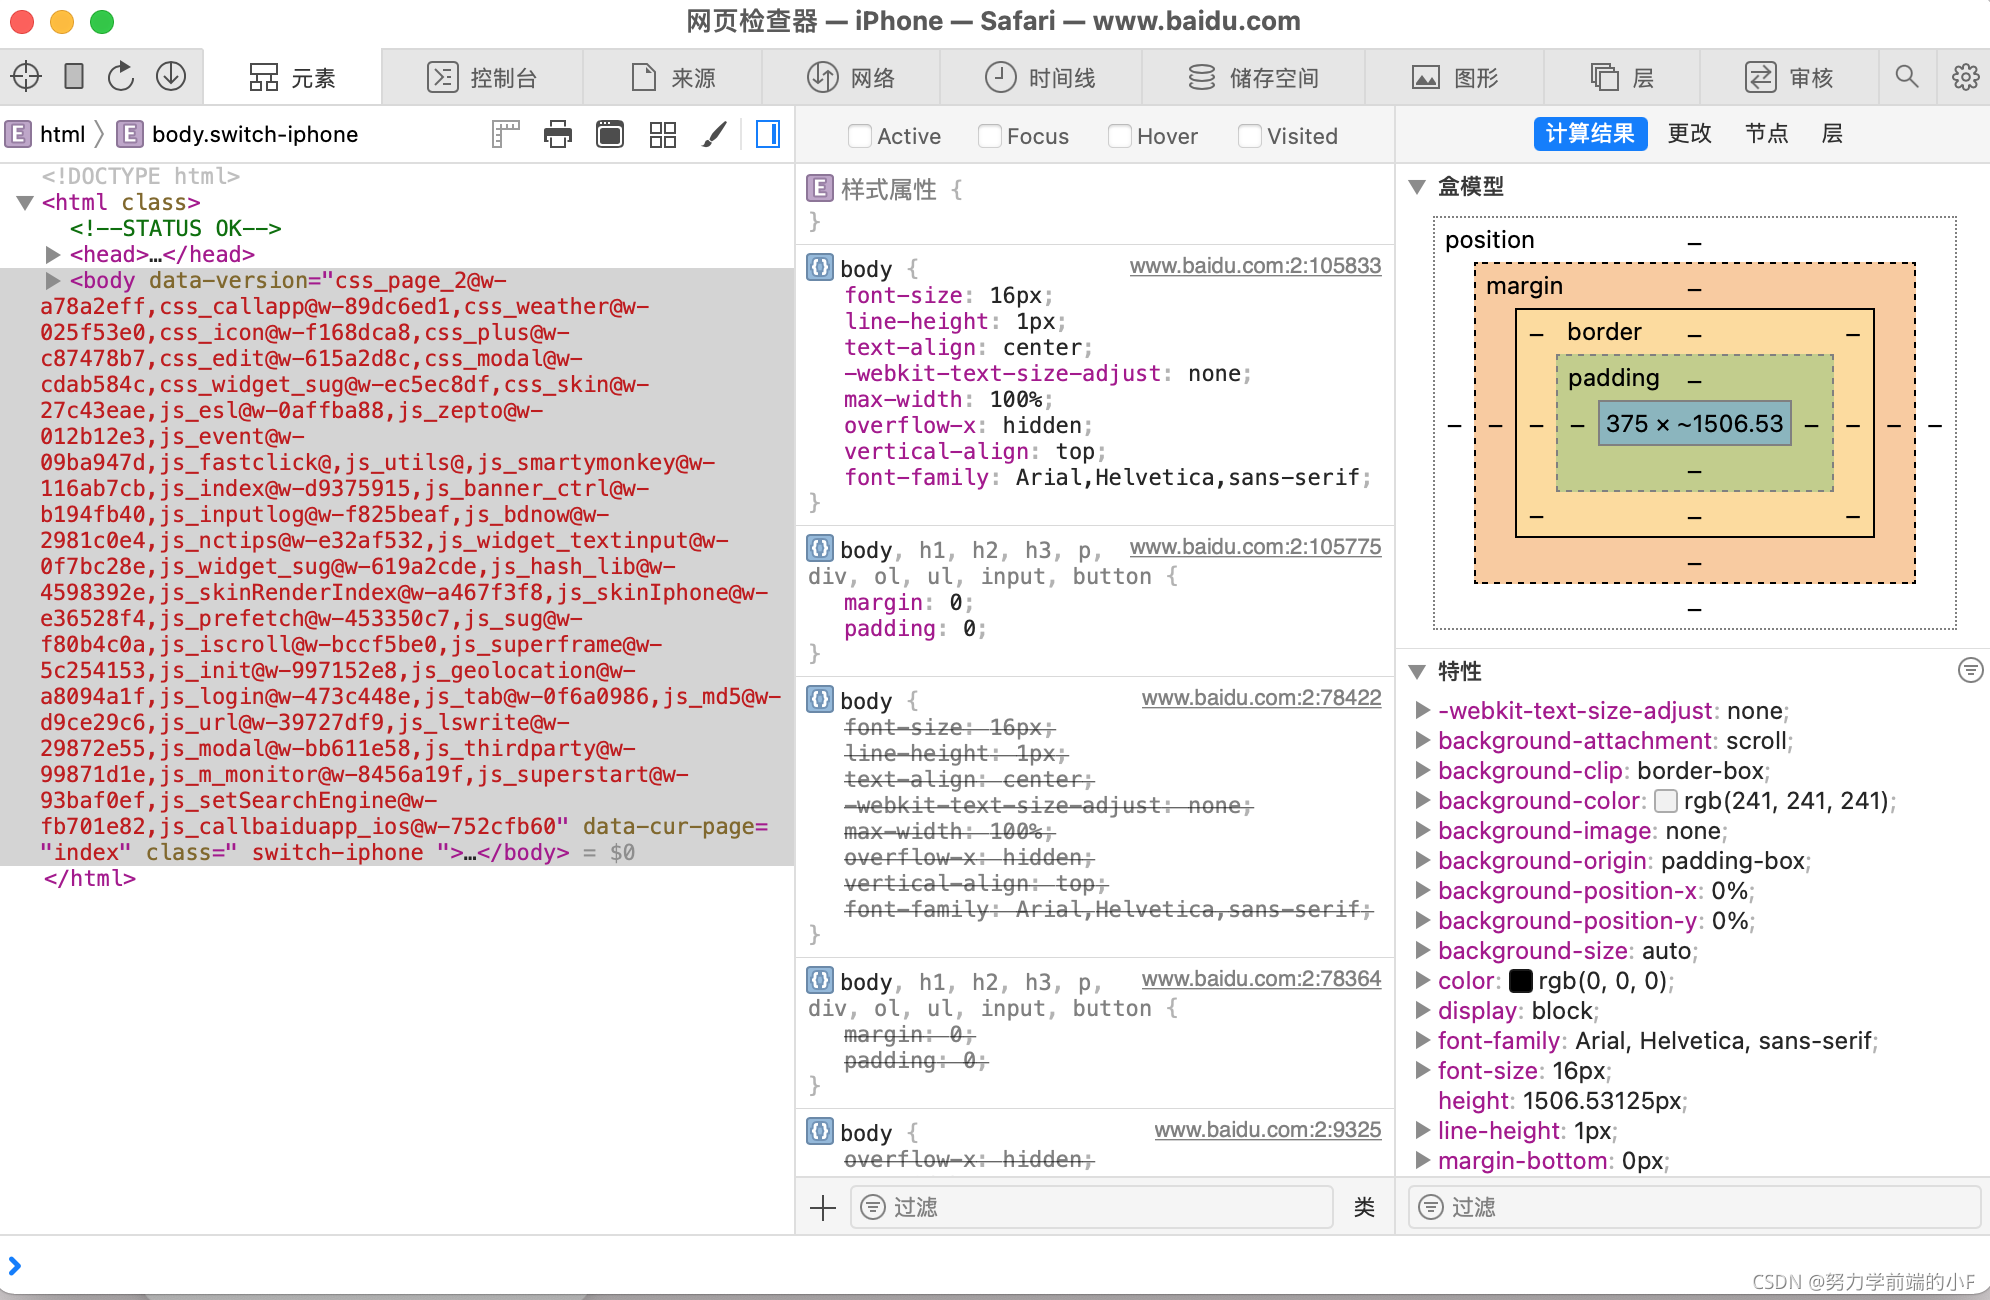 网页检查器 — iPhone — Safari — www.baidu.com
元素 控制台 来源 网络 时间线 储存空间 图形 层 审核
E html E body.switch-iphone
<!DOCTYPE html>
<html class>
<!--STATUS OK-->
<head>…</head>
<body data-version="css_page_2@w-
a78a2eff,css_callapp@w-89dc6ed1,css_weather@w-
025f53e0,css_icon@w-f168dca8,css_plus@w-
c87478b7,css_edit@w-615a2d8c,css_modal@w-
cdab584c,css_widget_sug@w-ec5ec8df,css_skin@w-
27c43eae,js_esl@w-0affba88,js_zepto@w-
012b12e3,js_event@w-
09ba947d,js_fastclick@,js_utils@,js_smartymonkey@w-
116ab7cb,js_index@w-d9375915,js_banner_ctrl@w-
b194fb40,js_inputlog@w-f825beaf,js_bdnow@w-
2981c0e4,js_nctips@w-e32af532,js_widget_textinput@w-
0f7bc28e,js_widget_sug@w-619a2cde,js_hash_lib@w-
4598392e,js_skinRenderIndex@w-a467f3f8,js_skinIphone@w-
e36528f4,js_prefetch@w-453350c7,js_sug@w-
f80b4c0a,js_iscroll@w-bccf5be0,js_superframe@w-
5c254153,js_init@w-997152e8,js_geolocation@w-
a8094a1f,js_login@w-473c448e,js_tab@w-0f6a0986,js_md5@w-
d9ce29c6,js_url@w-39727df9,js_lswrite@w-
29872e55,js_modal@w-bb611e58,js_thirdparty@w-
99871d1e,js_m_monitor@w-8456a19f,js_superstart@w-
93baf0ef,js_setSearchEngine@w-
fb701e82,js_callbaiduapp_ios@w-752cfb60" data-cur-page=
"index" class=" switch-iphone ">…</body> = $0
</html>
Active Focus Hover Visited
E 样式属性 {
}
body { www.baidu.com:2:105833
font-size: 16px;
line-height: 1px;
text-align: center;
-webkit-text-size-adjust: none;
max-width: 100%;
overflow-x: hidden;
vertical-align: top;
font-family: Arial,Helvetica,sans-serif;
}
body, h1, h2, h3, p, www.baidu.com:2:105775
div, ol, ul, input, button {
margin: 0;
padding: 0;
}
body { www.baidu.com:2:78422
font-size: 16px;
line-height: 1px;
text-align: center;
-webkit-text-size-adjust: none;
max-width: 100%;
overflow-x: hidden;
vertical-align: top;
font-family: Arial,Helvetica,sans-serif;
}
body, h1, h2, h3, p, www.baidu.com:2:78364
div, ol, ul, input, button {
margin: 0;
padding: 0;
}
body { www.baidu.com:2:9325
overflow-x: hidden;
过滤 类
计算结果 更改 节点 层
盒模型
position –
margin –
– border – –
padding –
– – – – 375 × ~1506.53 – – – –
–
– – –
–
–
特性
-webkit-text-size-adjust: none;
background-attachment: scroll;
background-clip: border-box;
background-color: rgb(241, 241, 241);
background-image: none;
background-origin: padding-box;
background-position-x: 0%;
background-position-y: 0%;
background-size: auto;
color: rgb(0, 0, 0);
display: block;
font-family: Arial, Helvetica, sans-serif;
font-size: 16px;
height: 1506.53125px;
line-height: 1px;
margin-bottom: 0px;
过滤
CSDN @努力学前端的小F